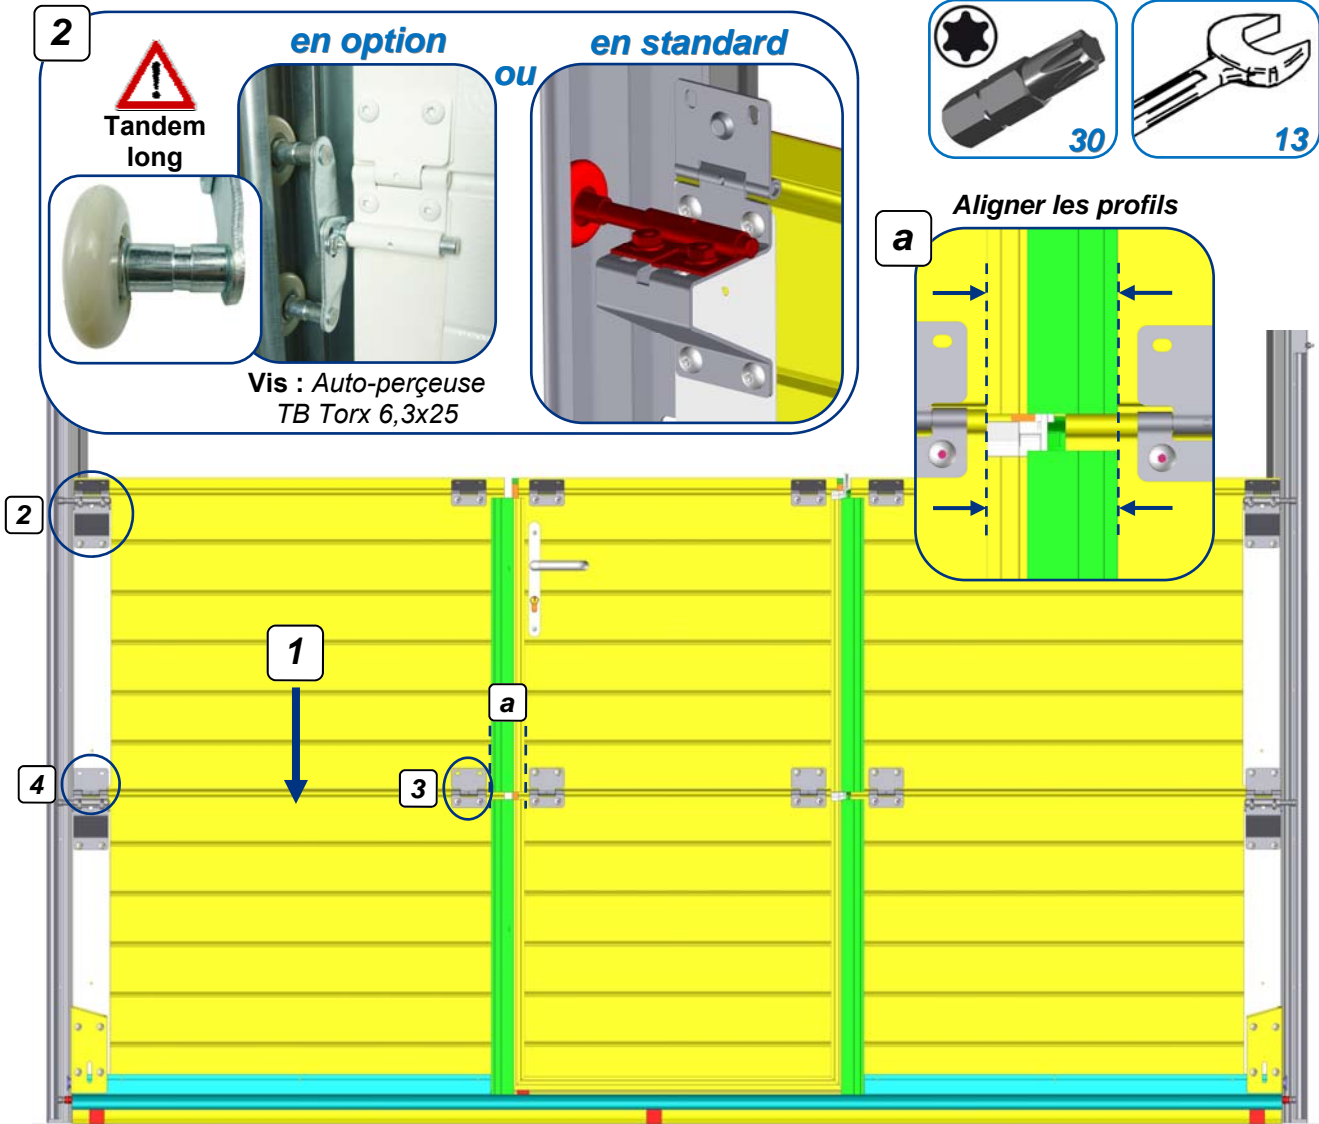 2
en option
ou
en standard
Tandem
long
Vis : Auto-perçeuse
TB Torx 6,3x25
30
13
Aligner les profils
a
2
1
a
4
3